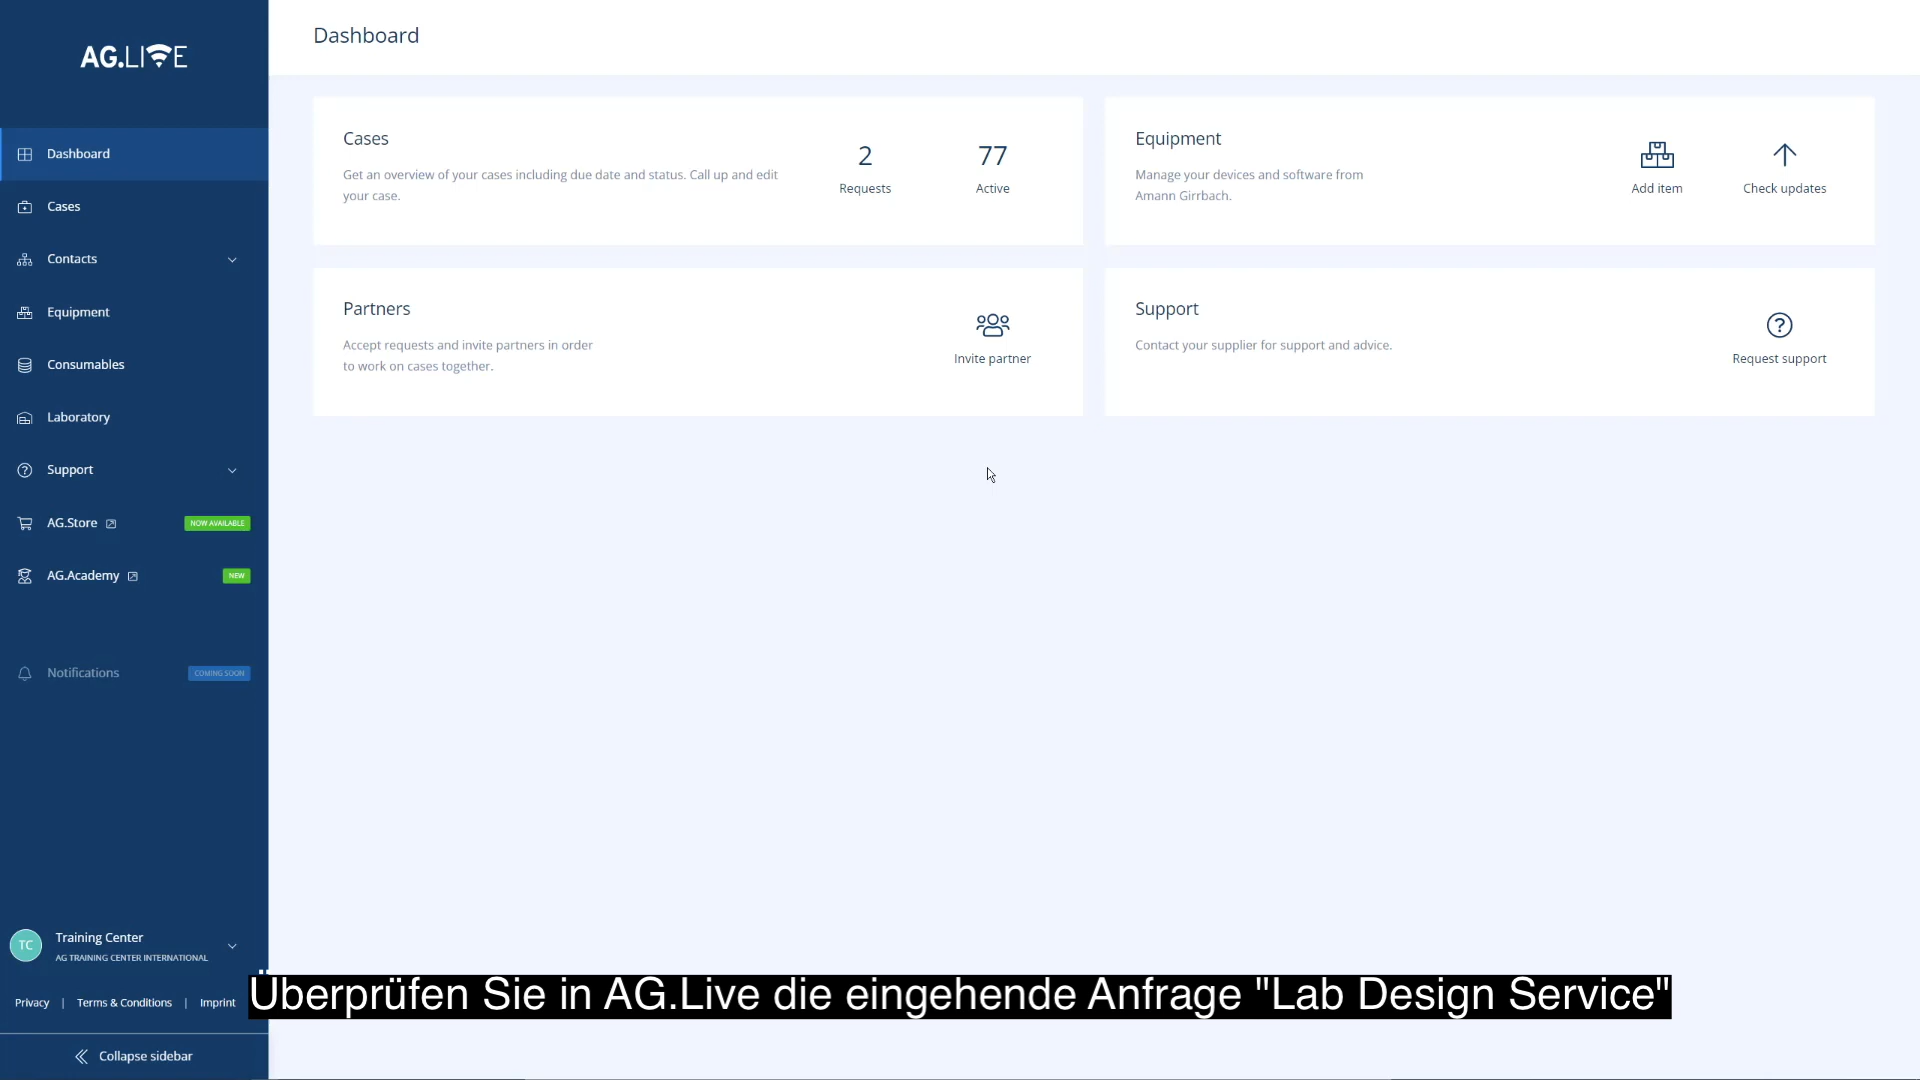 AG.LIVE
Dashboard
Cases
Contacts
Equipment
Consumables
Laboratory
Support
AG.Store NOW AVAILABLE
AG.Academy NEW
Notifications COMING SOON
TC
Training Center
AG TRAINING CENTER INTERNATIONAL
Privacy | Terms & Conditions | Imprint
Collapse sidebar
Dashboard
Cases
Get an overview of your cases including due date and status. Call up and edit
your case.
2
Requests
77
Active
Equipment
Manage your devices and software from
Amann Girrbach.
Add item
Check updates
Partners
Accept requests and invite partners in order
to work on cases together.
Invite partner
Support
Contact your supplier for support and advice.
Request support
Überprüfen Sie in AG.Live die eingehende Anfrage "Lab Design Service"